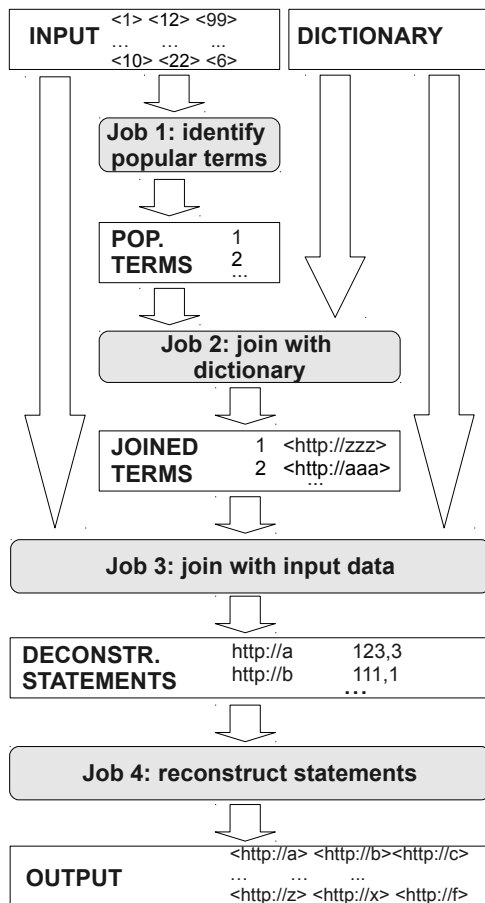 INPUT <1> <12> <99>
… … ...
<10> <22> <6>
DICTIONARY
Job 1: identify
popular terms
POP. 1
TERMS 2
...
Job 2: join with
dictionary
JOINED 1 <http://zzz>
TERMS 2 <http://aaa>
...
Job 3: join with input data
DECONSTR. http://a 123,3
STATEMENTS http://b 111,1
…
Job 4: reconstruct statements
OUTPUT <http://a> <http://b><http://c>
… … ...
<http://z> <http://x> <http://f>